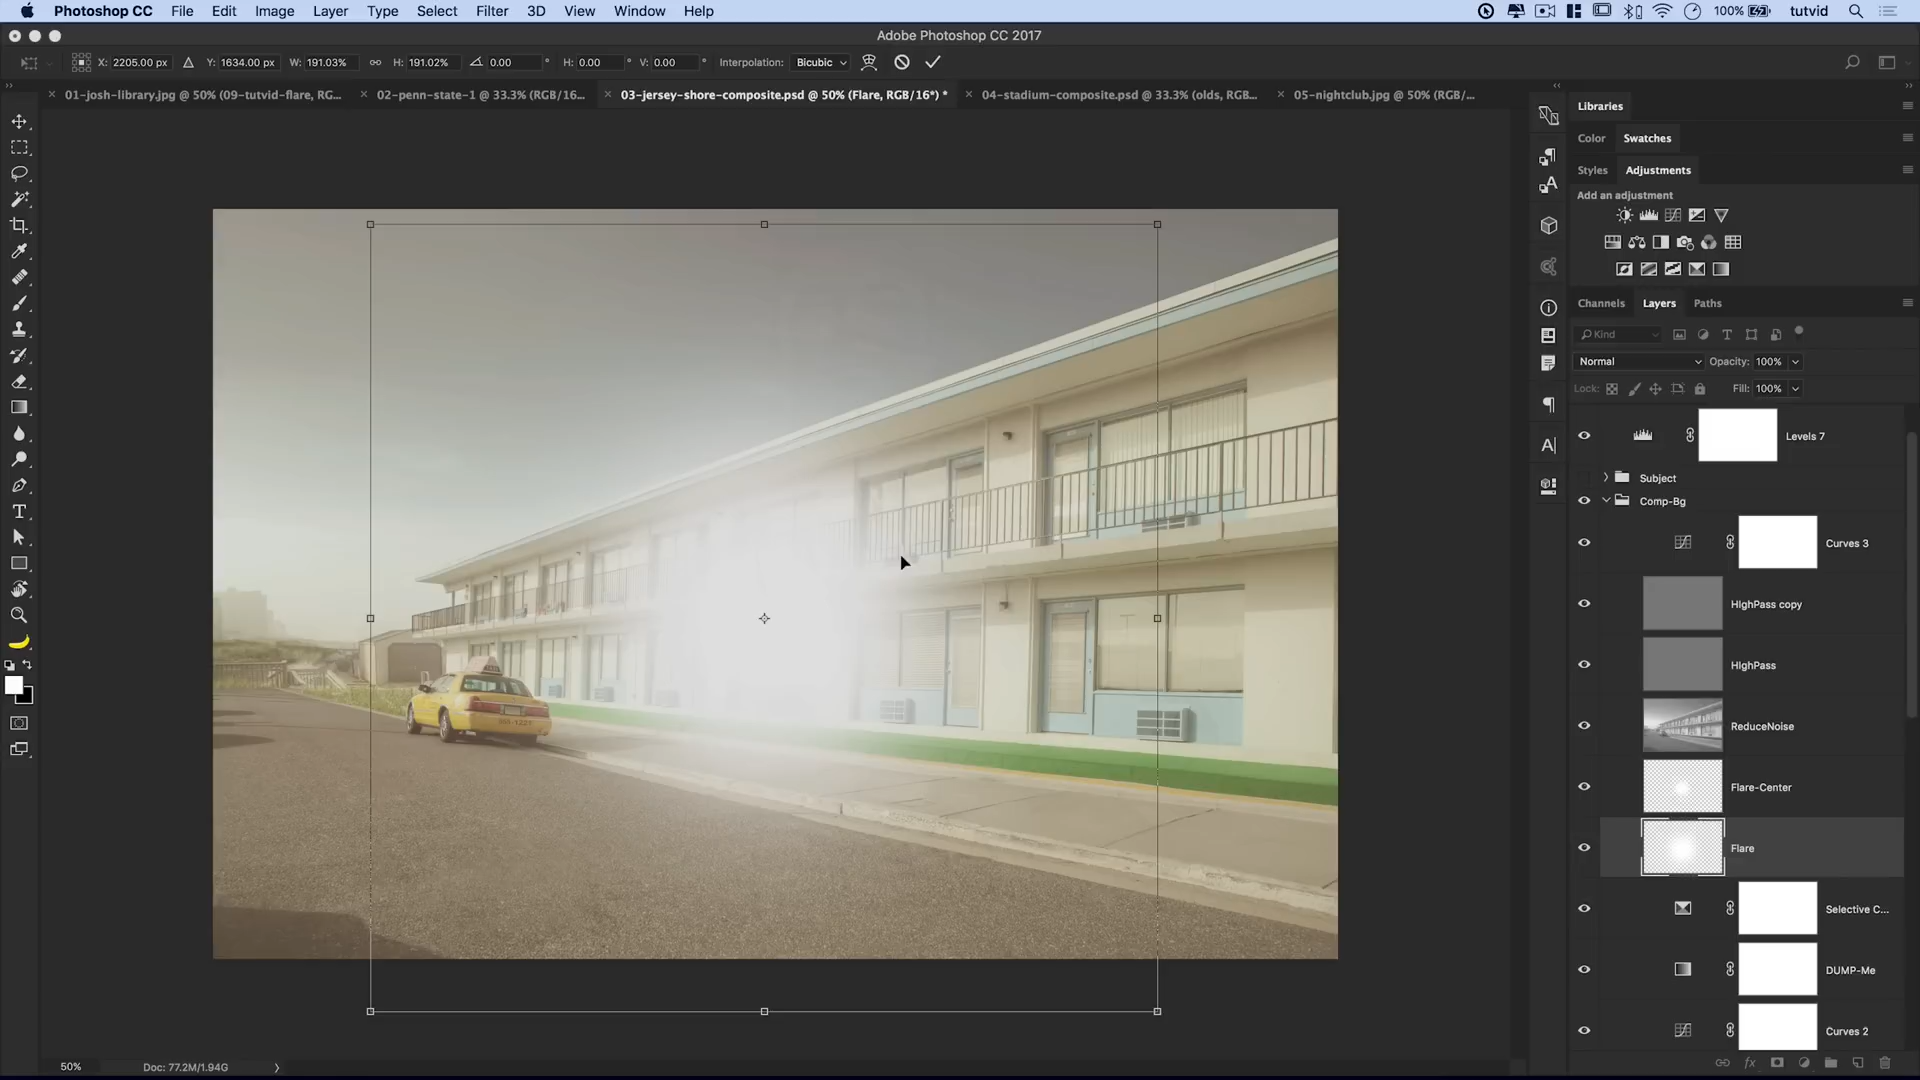 Photoshop CC File Edit Image Layer Type Select Filter 3D View Window Help 100% tutvid
Adobe Photoshop CC 2017
X: 2205.00 px Y: 1634.00 px W: 191.03% H: 191.02% 0.00 ° H: 0.00 ° V: 0.00 ° Interpolation: Bicubic
01-josh-library.jpg @ 50% (09-tutvid-flare, RG... 02-penn-state-1 @ 33.3% (RGB/16... 03-jersey-shore-composite.psd @ 50% (Flare, RGB/16*) * 04-stadium-composite.psd @ 33.3% (olds, RGB... 05-nightclub.jpg @ 50% (RGB/...
Libraries
Color Swatches
Styles Adjustments
Add an adjustment
Channels Layers Paths
Kind
Normal Opacity: 100%
Lock: Fill: 100%
Levels 7
Subject
Comp-Bg
Curves 3
HIghPass copy
HIghPass
ReduceNoise
Flare-Center
Flare
Selective C...
DUMP-Me
Curves 2
50% Doc: 77.2M/1.94G